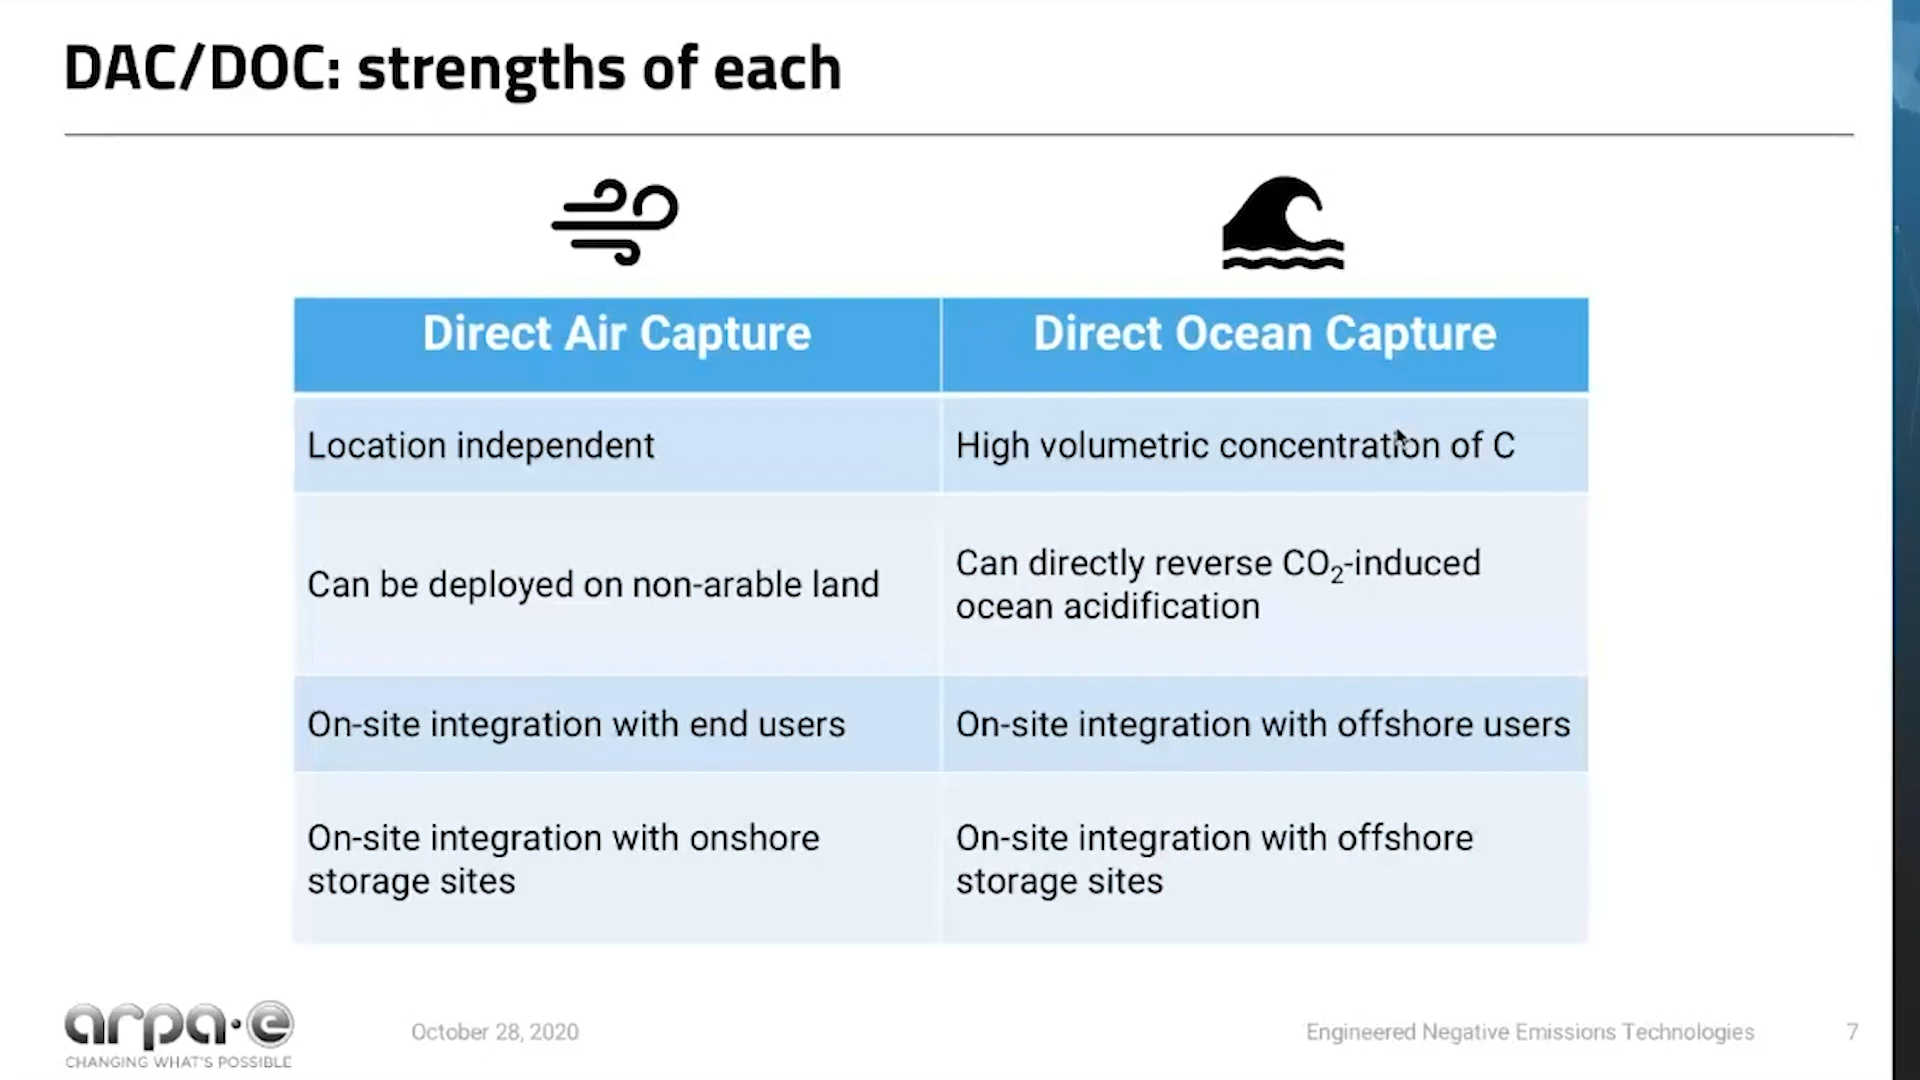 DAC/DOC: strengths of each
Direct Air Capture
Direct Ocean Capture
Location independent
High volumetric concentration of C
Can be deployed on non-arable land
Can directly reverse CO₂-induced
ocean acidification
On-site integration with end users
On-site integration with offshore users
On-site integration with onshore
storage sites
On-site integration with offshore
storage sites
arpa·e
CHANGING WHAT'S POSSIBLE
October 28, 2020
Engineered Negative Emissions Technologies
7